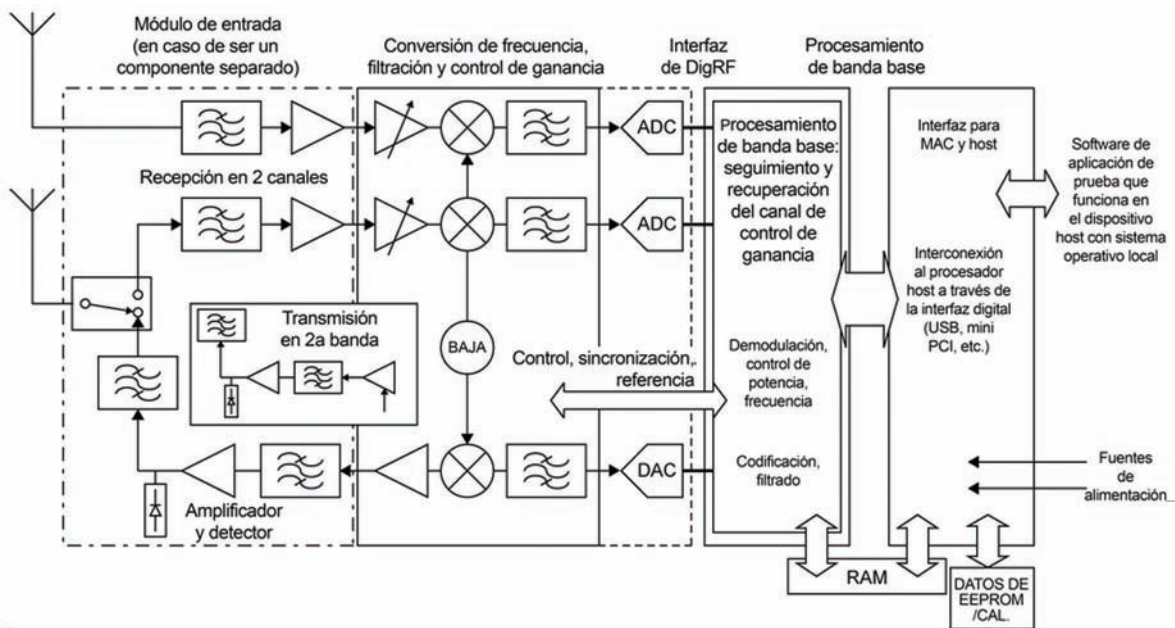 Módulo de entrada
(en caso de ser un
componente separado)
Conversión de frecuencia,
filtración y control de ganancia
Interfaz
de DigRF
Procesamiento
de banda base
ADC
Recepción en 2 canales
ADC
Procesamiento
de banda base:
seguimiento y
recuperación
del canal de
control de
ganancia
Interfaz para
MAC y host
Software de
aplicación de
prueba que
funciona en
el dispositivo
host con sistema
operativo local
Interconexión
al procesador
host a través de
la interfaz digital
(USB, mini
PCI, etc.)
Transmisión
en 2a banda
BAJA
Control, sincronización,
referencia
Demodulación,
control de
potencia,
frecuencia
DAC
Codificación,
filtrado
Amplificador
y detector
Fuentes
de
alimentación
RAM
DATOS DE
EEPROM
/CAL.